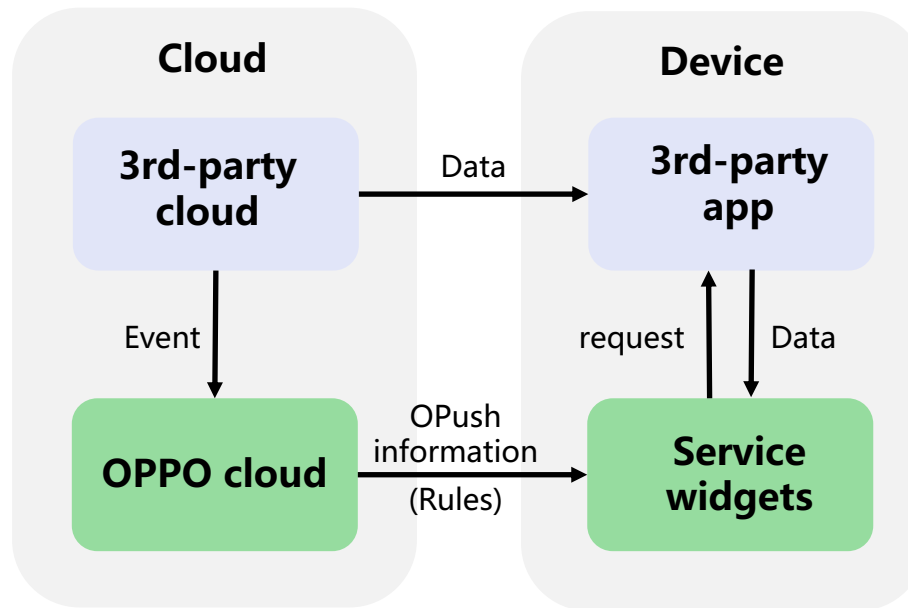 Cloud
Device
3rd-party
cloud
Data
3rd-party
app
Event
request
Data
OPPO cloud
OPush
information
(Rules)
Service
widgets